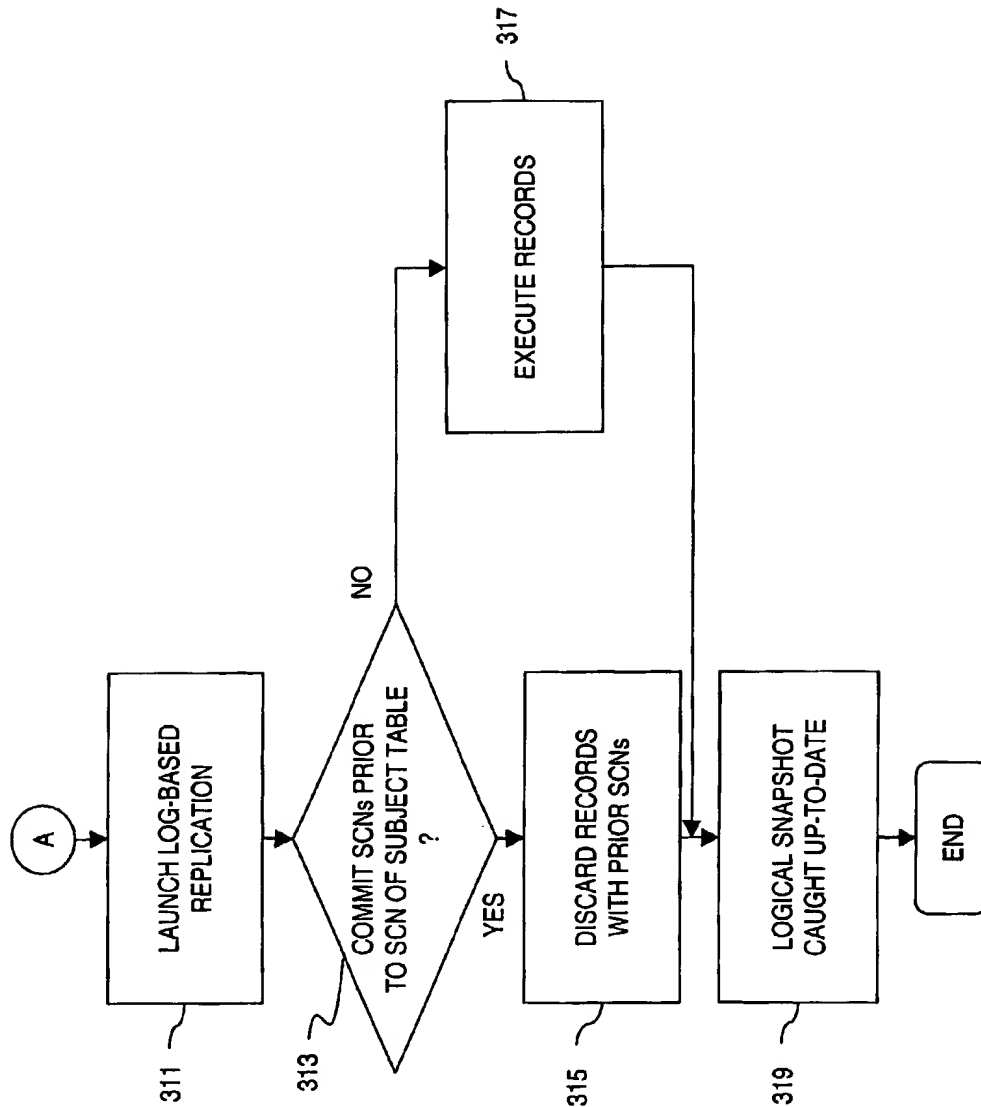 A
LAUNCH LOG-BASED
REPLICATION
311
COMMIT SCNs PRIOR
TO SCN OF SUBJECT TABLE
?
313
NO
YES
EXECUTE RECORDS
317
DISCARD RECORDS
WITH PRIOR SCNs
315
LOGICAL SNAPSHOT
CAUGHT UP-TO-DATE
319
END